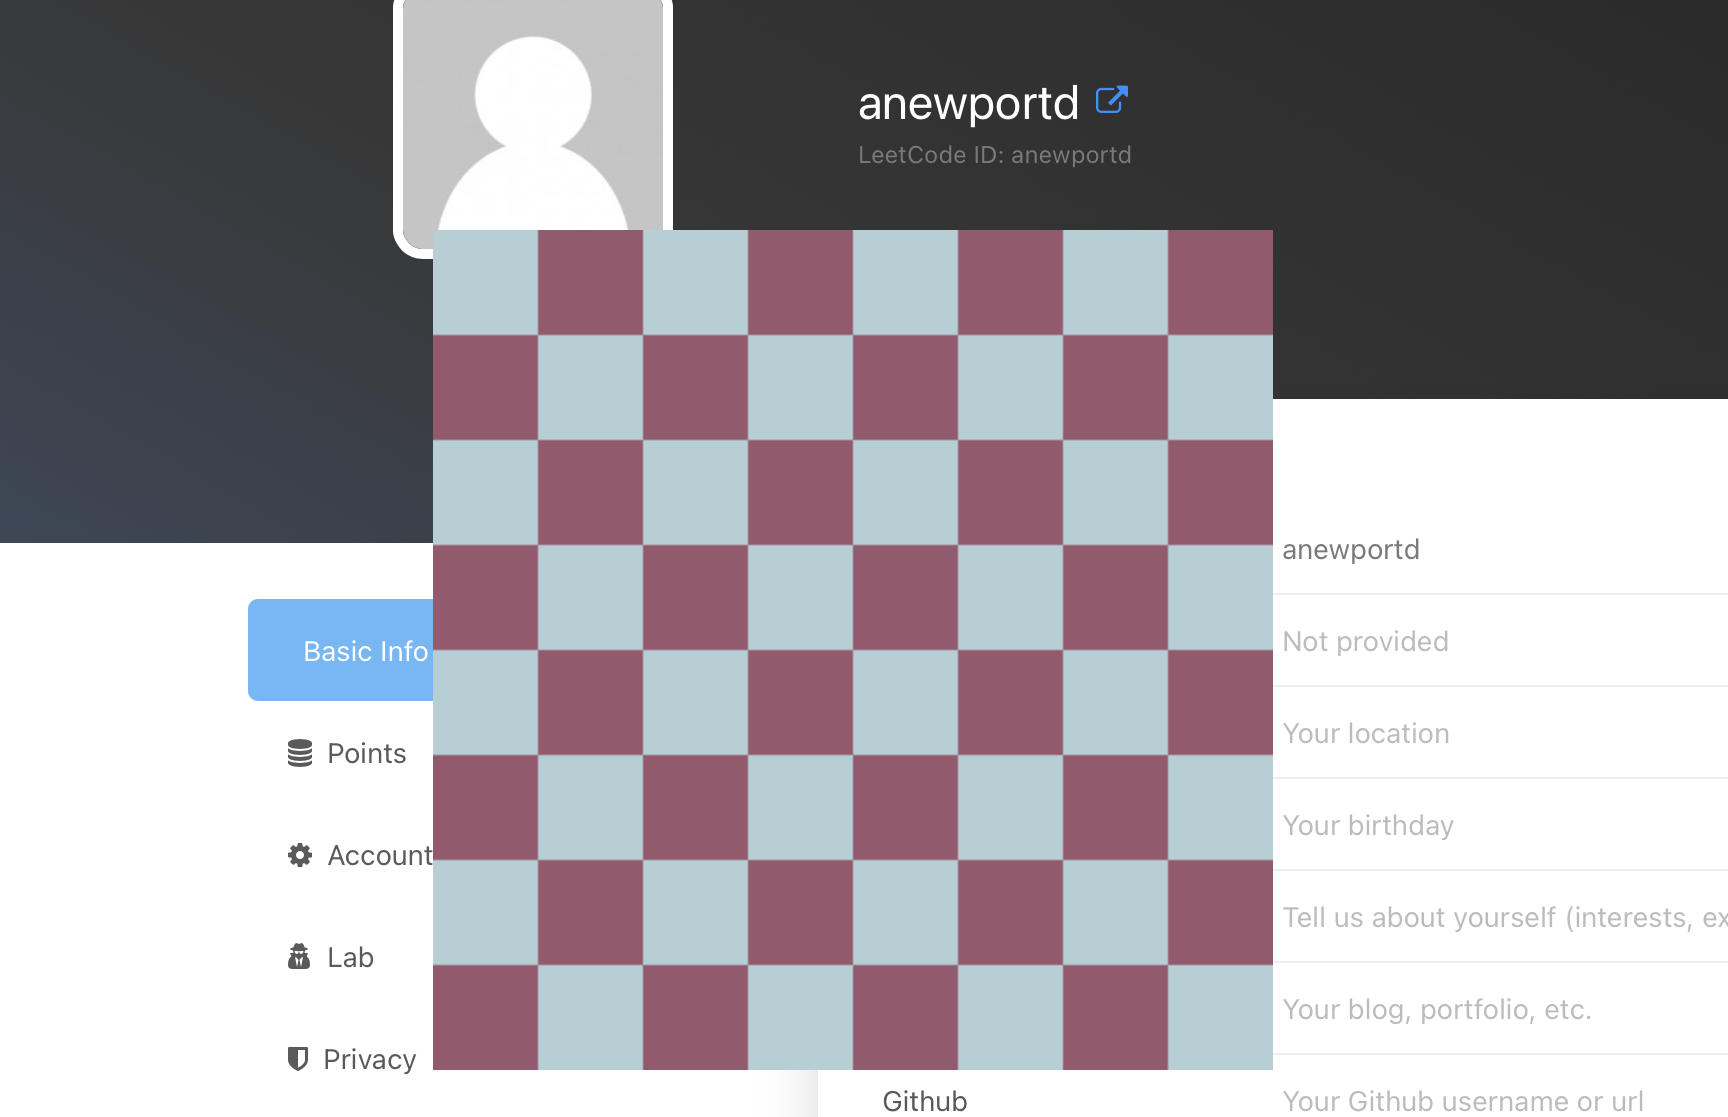 anewportd
LeetCode ID: anewportd
Basic Info
Points
Account
Lab
Privacy
anewportd
Not provided
Your location
Your birthday
Tell us about yourself (interests, ex
Your blog, portfolio, etc.
Github
Your Github username or url